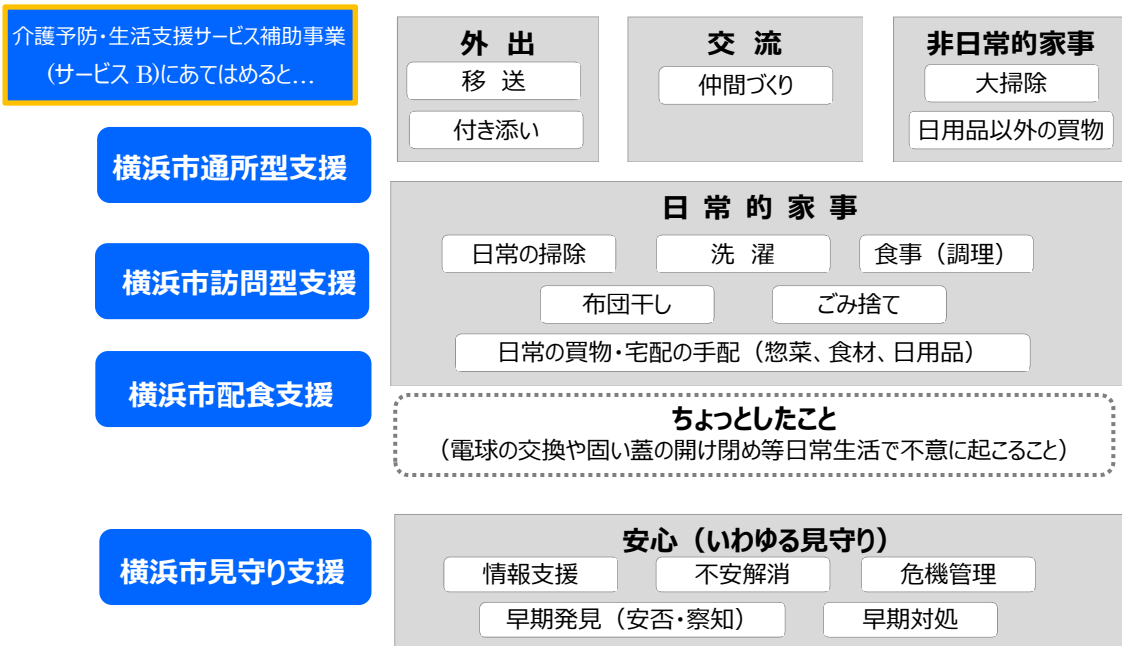 介護予防・生活支援サービス補助事業
(サービス B)にあてはめると…
横浜市通所型支援
横浜市訪問型支援
横浜市配食支援
横浜市見守り支援
外 出
移 送
付き添い
交 流
仲間づくり
非日常的家事
大掃除
日用品以外の買物
日 常 的 家 事
日常の掃除
洗 濯
食事（調理）
布団干し
ごみ捨て
日常の買物・宅配の手配（惣菜、食材、日用品）
ちょっとしたこと
（電球の交換や固い蓋の開け閉め等日常生活で不意に起こること）
安心（いわゆる見守り）
情報支援
不安解消
危機管理
早期発見（安否・察知）
早期対処